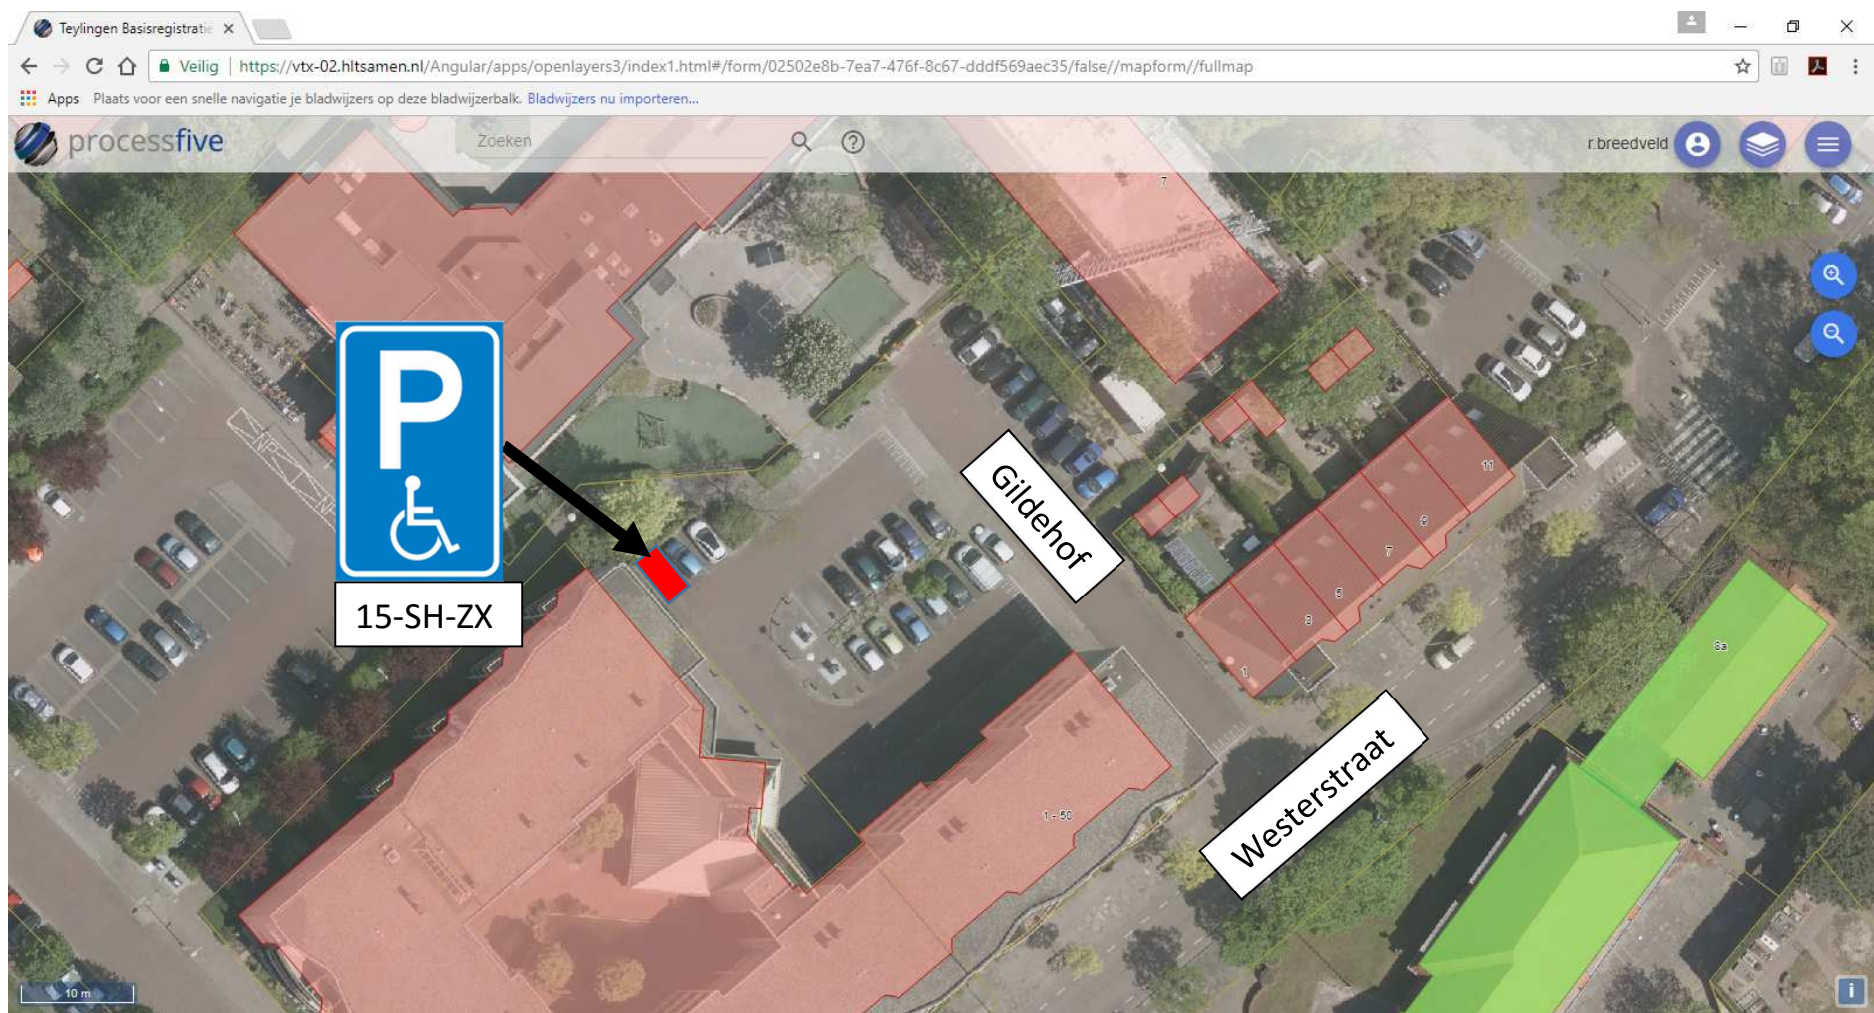 Teylingen Basisregistratie
Veilig https://vtx-02.hltsamen.nl/Angular/apps/openlayers3/index1.html#/form/02502e8b-7ea7-476f-8c67-dddf569aec35/false//mapform//fullmap
Apps Plaats voor een snelle navigatie je bladwijzers op deze bladwijzerbalk. Bladwijzers nu importeren...
processfive
Zoeken
r.breedveld
7
P
15-SH-ZX
Gildehof
11
9
7
5
3
1
6a
Westerstraat
1 - 50
10 m
i